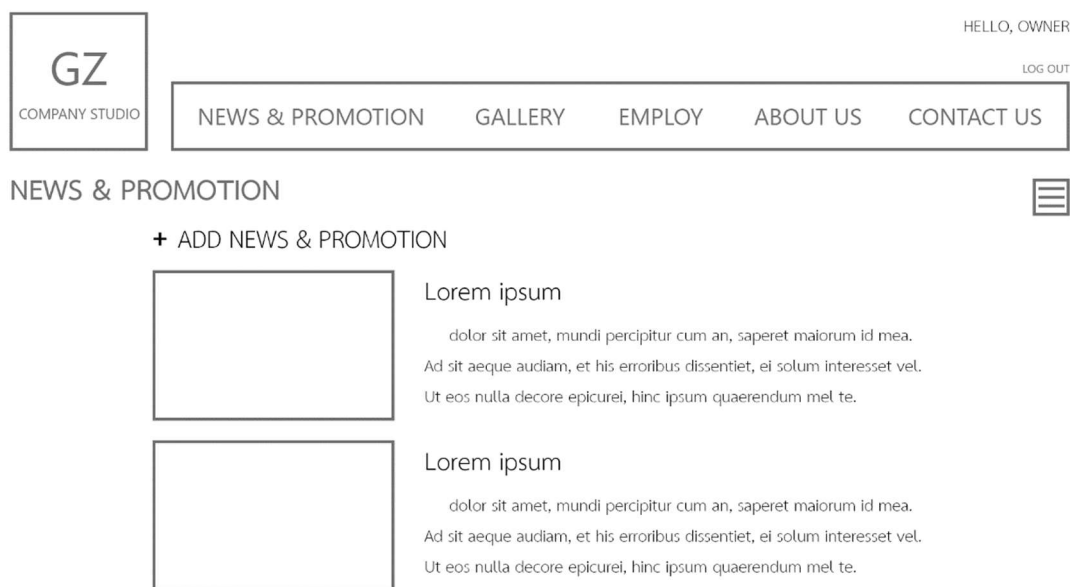 GZ
COMPANY STUDIO
HELLO, OWNER
LOG OUT
NEWS & PROMOTION GALLERY EMPLOY ABOUT US CONTACT US
NEWS & PROMOTION
+ ADD NEWS & PROMOTION
Lorem ipsum
dolor sit amet, mundi percipitur cum an, saperet maiorum id mea.
Ad sit aeque audiam, et his erroribus dissentiet, ei solum interesset vel.
Ut eos nulla decore epicurei, hinc ipsum quaerendum mel te.
Lorem ipsum
dolor sit amet, mundi percipitur cum an, saperet maiorum id mea.
Ad sit aeque audiam, et his erroribus dissentiet, ei solum interesset vel.
Ut eos nulla decore epicurei, hinc ipsum quaerendum mel te.